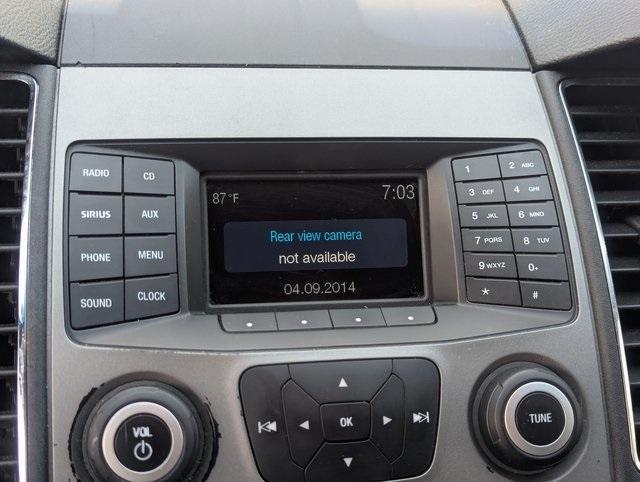 RADIO CD
SIRIUS AUX
PHONE MENU
SOUND CLOCK
87°F 7:03
Rear view camera
not available
04.09.2014
1 2 ABC
3 DEF 4 GHI
5 JKL 6 MNO
7 PQRS 8 TUV
9 WXYZ 0+
* #
VOL
OK
TUNE